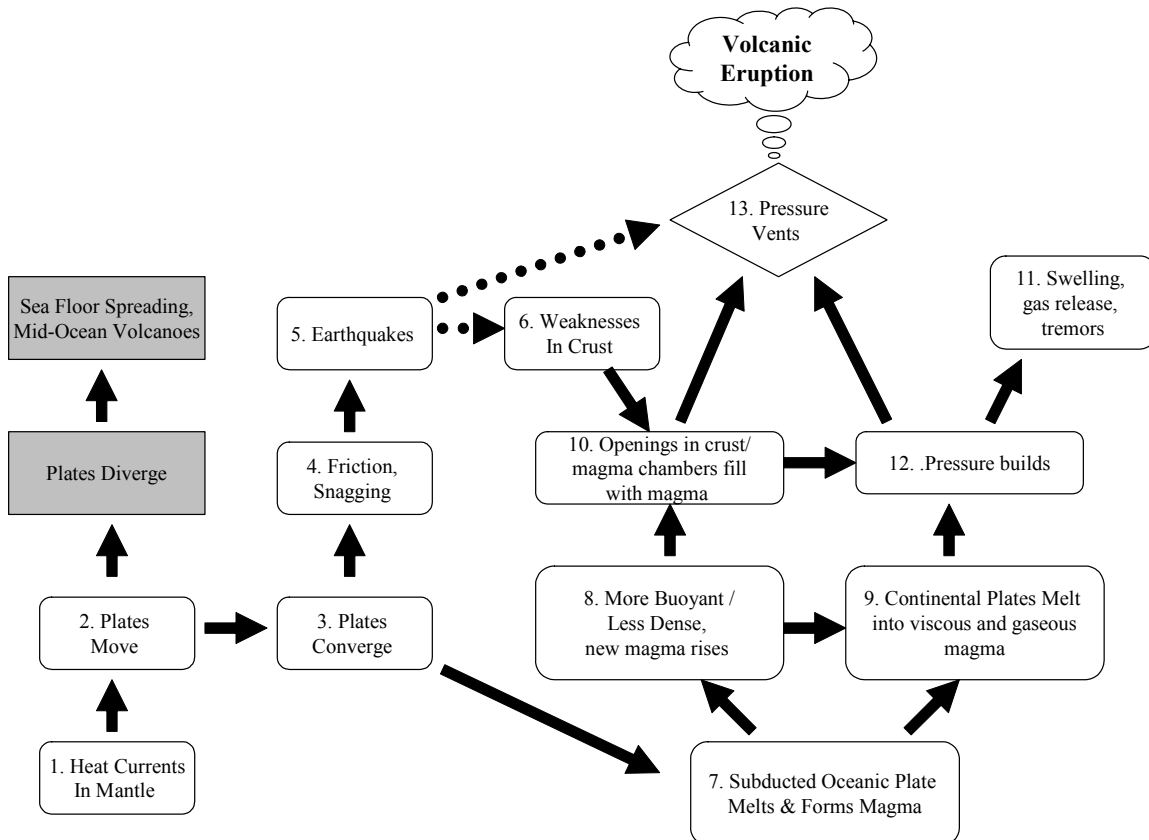 Volcanic
Eruption
13. Pressure
Vents
11. Swelling,
gas release,
tremors
Sea Floor Spreading,
Mid-Ocean Volcanoes
5. Earthquakes
6. Weaknesses
In Crust
Plates Diverge
4. Friction,
Snagging
10. Openings in crust/
magma chambers fill
with magma
12. .Pressure builds
2. Plates
Move
3. Plates
Converge
8. More Buoyant /
Less Dense,
new magma rises
9. Continental Plates Melt
into viscous and gaseous
magma
1. Heat Currents
In Mantle
7. Subducted Oceanic Plate
Melts & Forms Magma